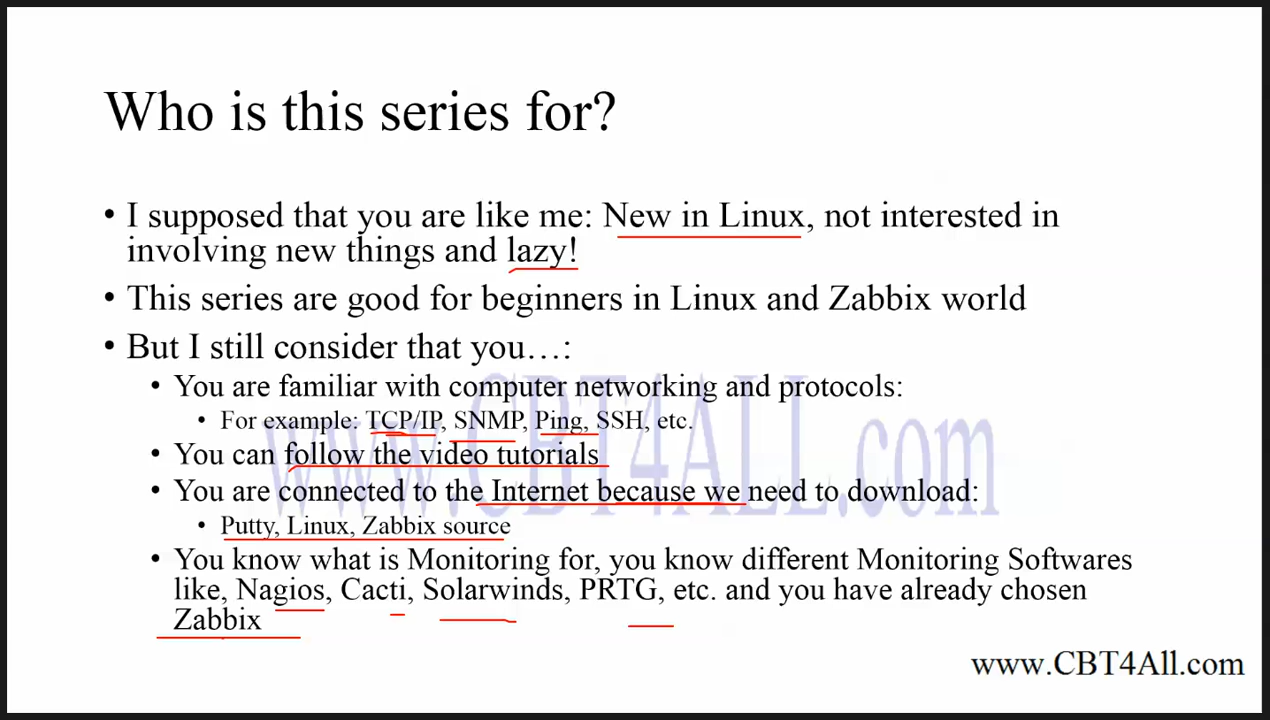 Who is this series for?
• I supposed that you are like me: New in Linux, not interested in
involving new things and lazy!
• This series are good for beginners in Linux and Zabbix world
• But I still consider that you…:
• You are familiar with computer networking and protocols:
• For example: TCP/IP, SNMP, Ping, SSH, etc.
• You can follow the video tutorials
• You are connected to the Internet because we need to download:
• Putty, Linux, Zabbix source
• You know what is Monitoring for, you know different Monitoring Softwares
like, Nagios, Cacti, Solarwinds, PRTG, etc. and you have already chosen
Zabbix
www.CBT4ALL.com
www.CBT4All.com